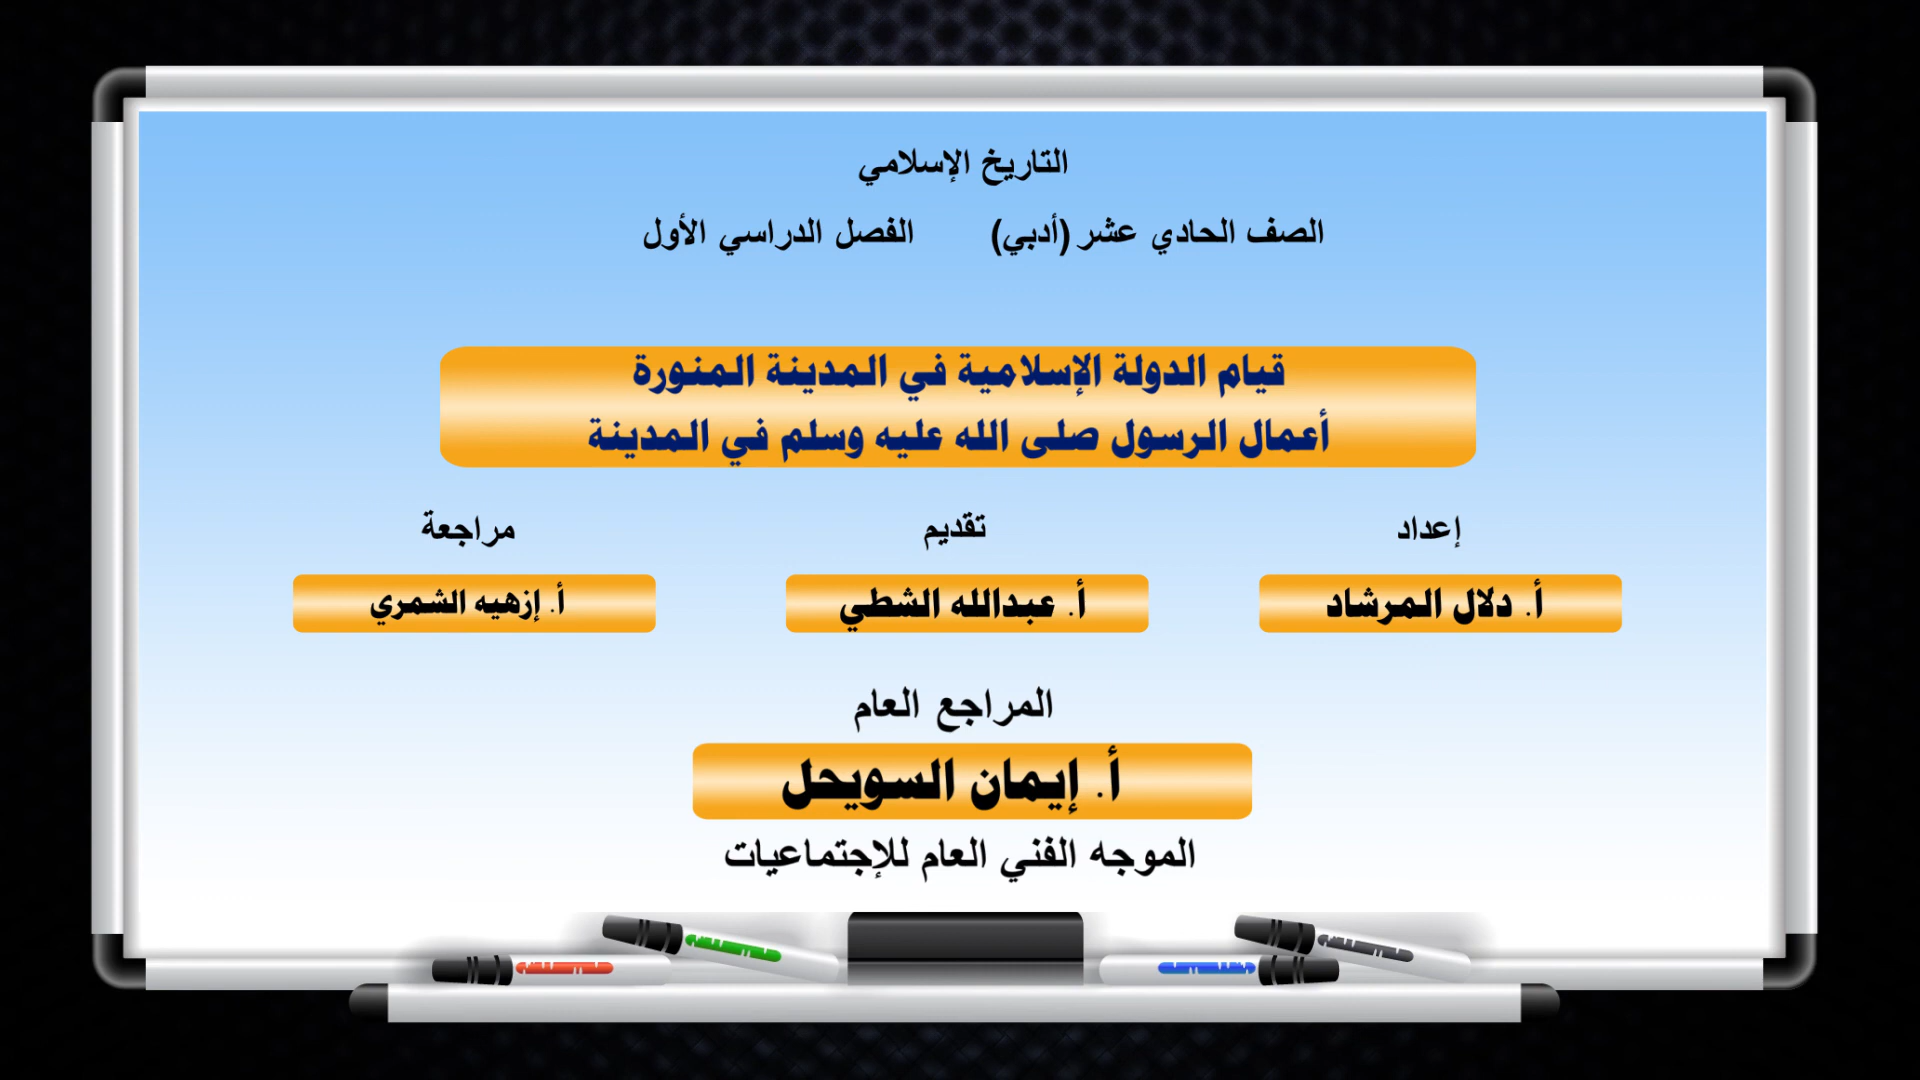 التاريخ الإسلامي
الصف الحادي عشر (أدبي) الفصل الدراسي الأول
قيام الدولة الإسلامية في المدينة المنورة
أعمال الرسول صلى الله عليه وسلم في المدينة
إعداد تقديم مراجعة
أ. دلال المرشاد أ. عبدالله الشطي أ. إزهيه الشمري
المراجع العام
أ. إيمان السويحل
الموجه الفني العام للإجتماعيات